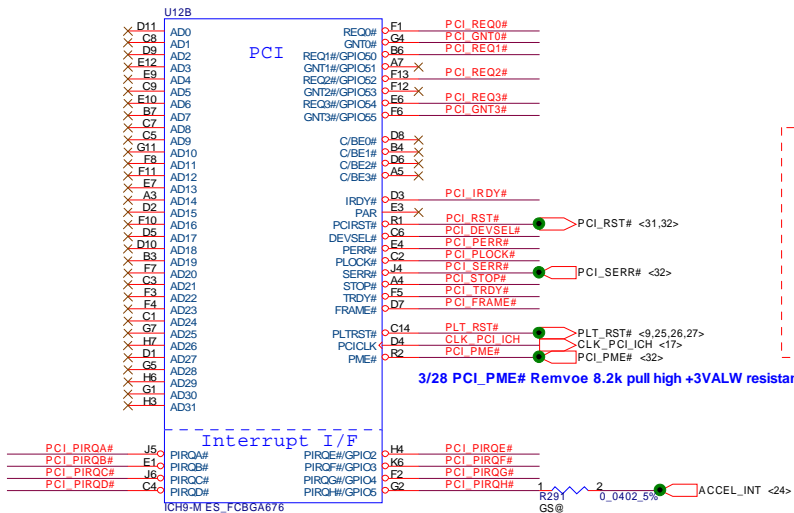 U12B
PCI
D11 AD0 REQ0# F1 PCI_REQ0#
C8 AD1 GNT0# G4 PCI_GNT0#
D9 AD2 REQ1#/GPIO50 B6 PCI_REQ1#
E12 AD3 GNT1#/GPIO51 A7
E9 AD4 REQ2#/GPIO52 F13 PCI_REQ2#
C9 AD5 GNT2#/GPIO53 F12
E10 AD6 REQ3#/GPIO54 E6 PCI_REQ3#
B7 AD7 GNT3#/GPIO55 F6 PCI_GNT3#
C7 AD8
C5 AD9 C/BE0# D8
G11 AD10 C/BE1# B4
F8 AD11 C/BE2# D6
F11 AD12 C/BE3# A5
E7 AD13
A3 AD14 IRDY# D3 PCI_IRDY#
D2 AD15 PAR E3
F10 AD16 PCIRST# R1 PCI_RST# PCI_RST# <31,32>
D5 AD17 DEVSEL# C6 PCI_DEVSEL#
D10 AD18 PERR# E4 PCI_PERR#
B3 AD19 PLOCK# C2 PCI_PLOCK#
F7 AD20 SERR# J4 PCI_SERR# PCI_SERR# <32>
C3 AD21 STOP# A4 PCI_STOP#
F3 AD22 TRDY# F5 PCI_TRDY#
F4 AD23 FRAME# D7 PCI_FRAME#
C1 AD24
G7 AD25 PLTRST# C14 PLT_RST# PLT_RST# <9,25,26,27>
H7 AD26 PCICLK D4 CLK_PCI_ICH CLK_PCI_ICH <17>
D1 AD27 PME# R2 PCI_PME# PCI_PME# <32>
G5 AD28
H6 AD29
G1 AD30
H3 AD31
3/28 PCI_PME# Remvoe 8.2k pull high +3VALW resistan
Interrupt I/F
PCI_PIRQA# J5 PIRQA# PIRQE#/GPIO2 H4 PCI_PIRQE#
PCI_PIRQB# E1 PIRQB# PIRQF#/GPIO3 K6 PCI_PIRQF#
PCI_PIRQC# J6 PIRQC# PIRQG#/GPIO4 F2 PCI_PIRQG#
PCI_PIRQD# C4 PIRQD# PIRQH#/GPIO5 G2 PCI_PIRQH# 1 2 ACCEL_INT <24>
R291 0_0402_5%
GS@
ICH9-M ES_FCBGA676